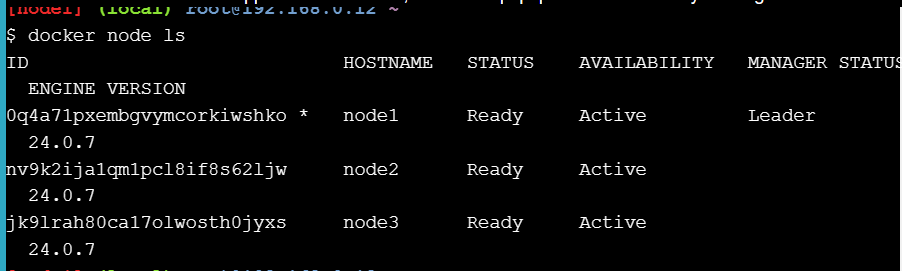 [node1] (local) root@192.168.0.12 ~
$ docker node ls
ID HOSTNAME STATUS AVAILABILITY MANAGER STATUS
ENGINE VERSION
0q4a71pxembgvymcorkiwshko * node1 Ready Active Leader
24.0.7
nv9k2ija1qm1pcl8if8s62ljw node2 Ready Active
24.0.7
jk9lrah80ca17olwosth0jyxs node3 Ready Active
24.0.7